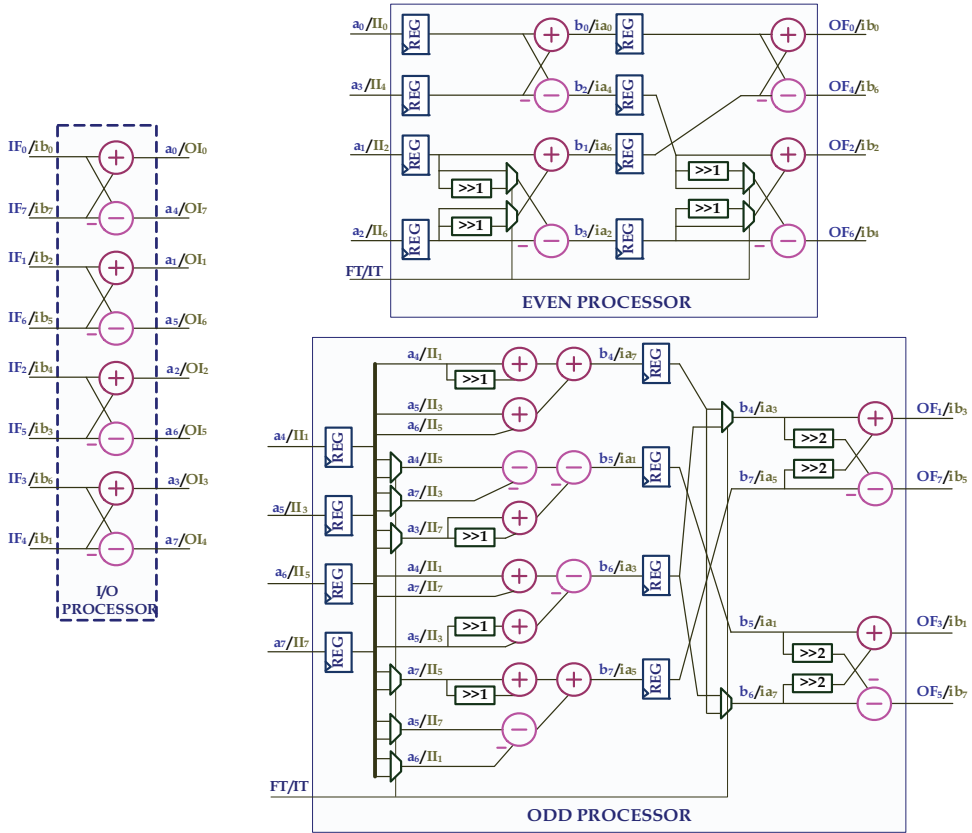 IF0/ib0 a0/OI0
IF7/ib7 a4/OI7
IF1/ib2 a1/OI1
IF6/ib5 a5/OI6
IF2/ib4 a2/OI2
IF5/ib3 a6/OI5
IF3/ib6 a3/OI3
IF4/ib1 a7/OI4
I/O
PROCESSOR
a0/II0 REG b0/ia0 REG OF0/ib0
a3/II4 REG b2/ia4 REG OF4/ib6
a1/II2 REG b1/ia6 REG OF2/ib2
>>1 >>1
>>1 >>1
a2/II6 REG b3/ia2 REG OF6/ib4
FT/IT
EVEN PROCESSOR
a4/II1 b4/ia7 REG
>>1
a5/II3
a6/II5
a4/II1 REG
a4/II5 b5/ia1 REG
a7/II3
a5/II3 REG
a3/II7 >>1
a6/II5 REG
a4/II1 b6/ia3 REG
a7/II7
>>1
a5/II3
a7/II7 REG
a7/II5 b7/ia5 REG
>>1
a5/II7
a6/II1
b4/ia3 OF1/ib3
>>2
>>2
b7/ia5 OF7/ib5
b5/ia1 OF3/ib1
>>2
>>2
b6/ia7 OF5/ib7
FT/IT
ODD PROCESSOR